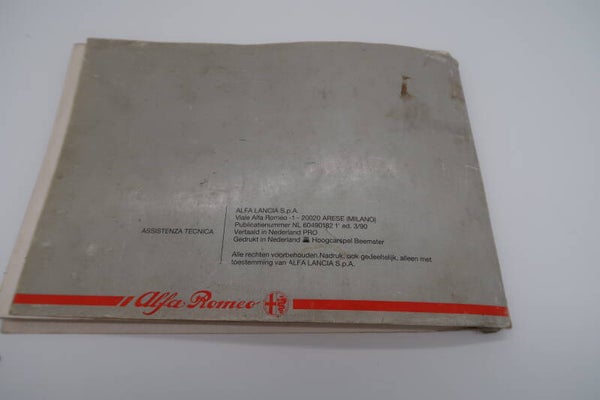 ALFA LANCIA S.p.A.
Viale Alfa Romeo -1 - 20020 ARESE (MILANO)
Publicatienummer NL 60490182 1ª ed. 3/90
ASSISTENZA TECNICA
Vertaald in Nederland PRO
Gedrukt in Nederland Hoogcarspel Beemster
Alle rechten voorbehouden. Nadruk, ook gedeeltelijk, alleen met
toestemming van ALFA LANCIA S.p.A.
Alfa Romeo